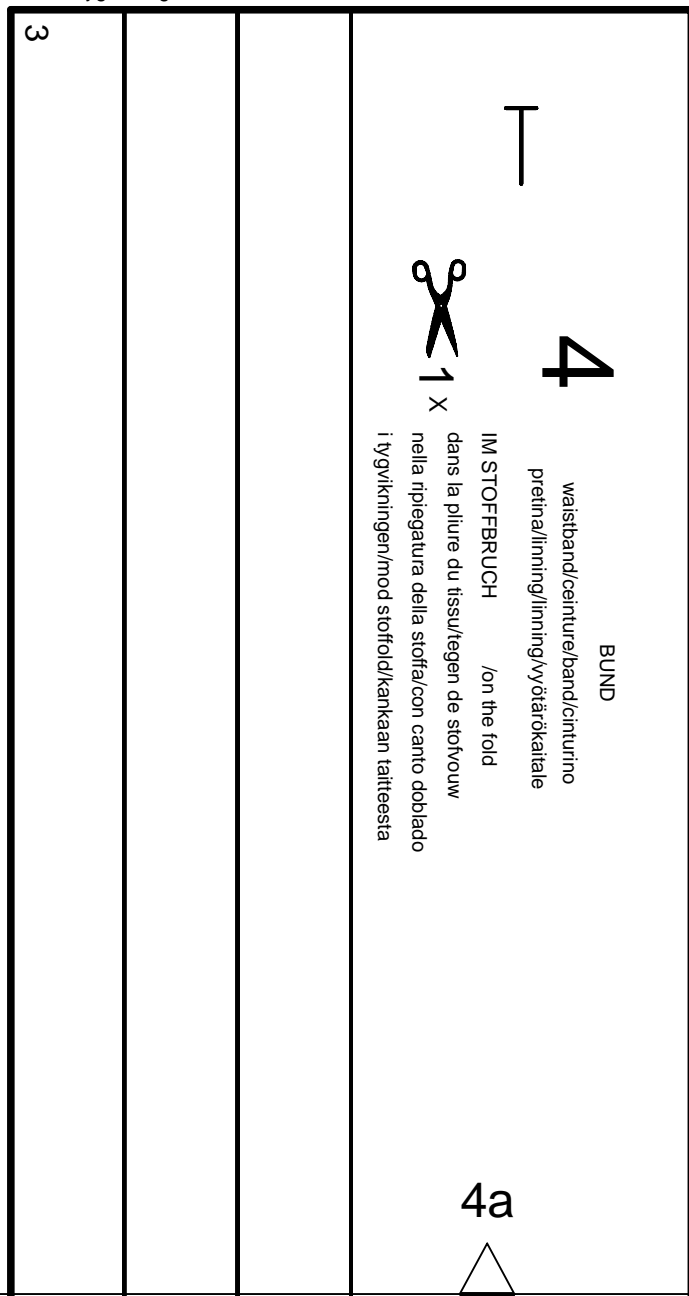 3
4
BUND
waistband/ceinture/band/cinturino
pretina/linning/linning/vyötärökaitale
1 x
IM STOFFBRUCH /on the fold
dans la pliure du tissu/tegen de stofvouw
nella ripiegatura della stoffa/con canto doblado
i tygvikningen/mod stoffold/kankaan taitteesta
4a